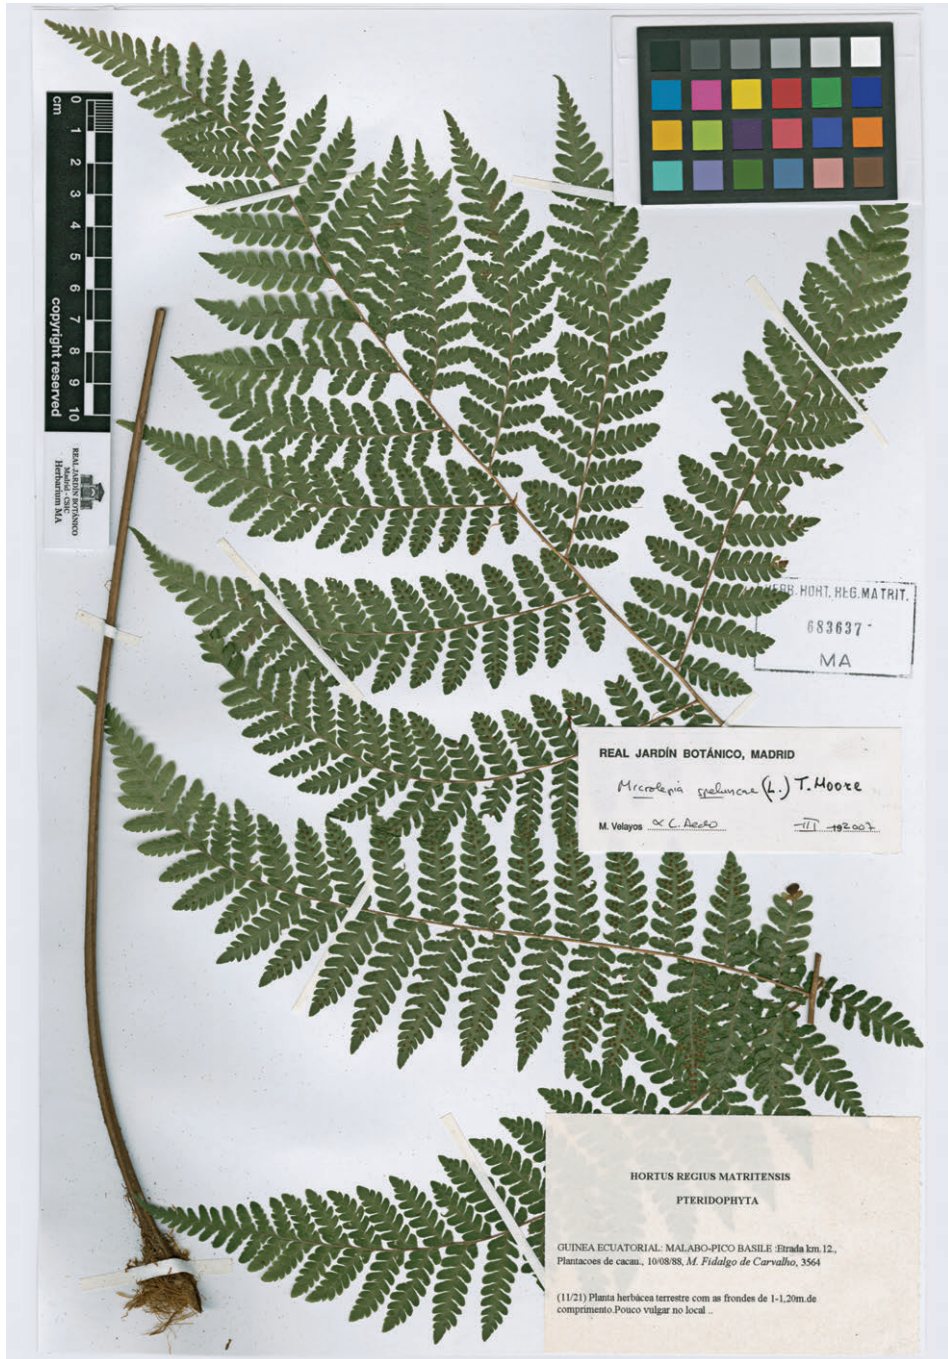 cm
0
1
2
3
4
5
6
7
8
9
10
copyright reserved
REAL JARDÍN BOTÁNICO
Madrid - CSIC
Herbarium MA
HERB. HORT. REG. MATRIT.
683637
MA
REAL JARDÍN BOTÁNICO, MADRID
Microlepia speluncae (L.) T. Moore
M. Velayos & C. Aedo III 2007
HORTUS REGIUS MATRITENSIS
PTERIDOPHYTA
GUINEA ECUATORIAL: MALABO-PICO BASILE :Etrada km.12.,
Plantacoes de cacau., 10/08/88, M. Fidalgo de Carvalho, 3564
(11/21) Planta herbácea terrestre com as frondes de 1-1,20m.de
comprimento.Pouco vulgar no local ..